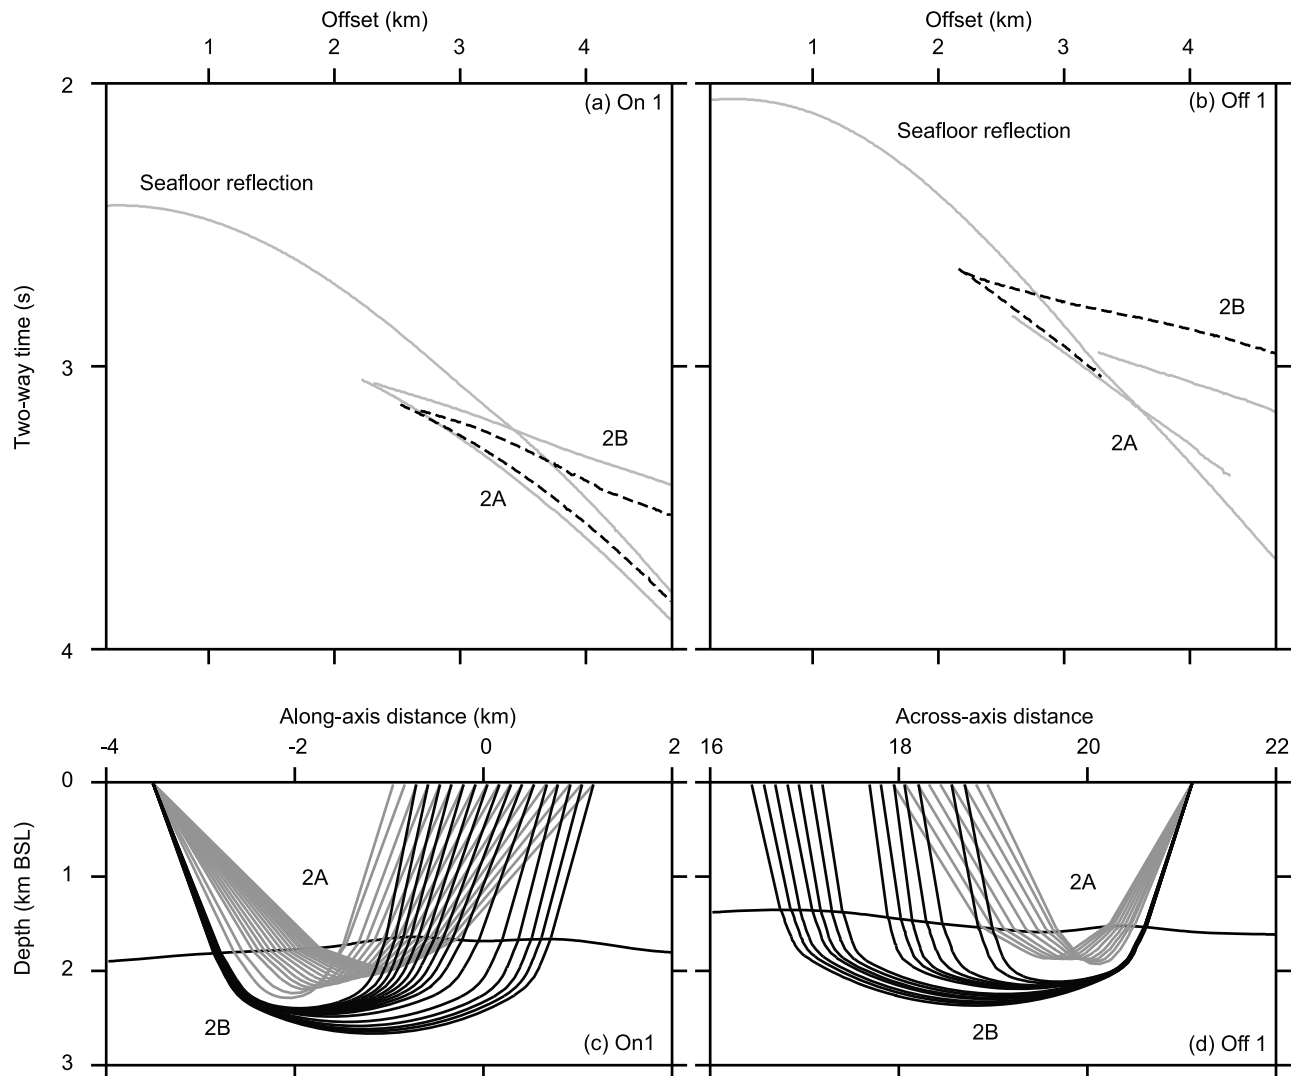 Offset (km)
Offset (km)
1 2 3 4
1 2 3 4
2
(a) On 1
(b) Off 1
Seafloor reflection
Seafloor reflection
Two-way time (s)
3
2B
2A
2B
2A
4
Along-axis distance (km)
Across-axis distance
-4 -2 0 2
16 18 20 22
0
Depth (km BSL)
1
2A
2A
2
2B
(c) On1
2B
(d) Off 1
3